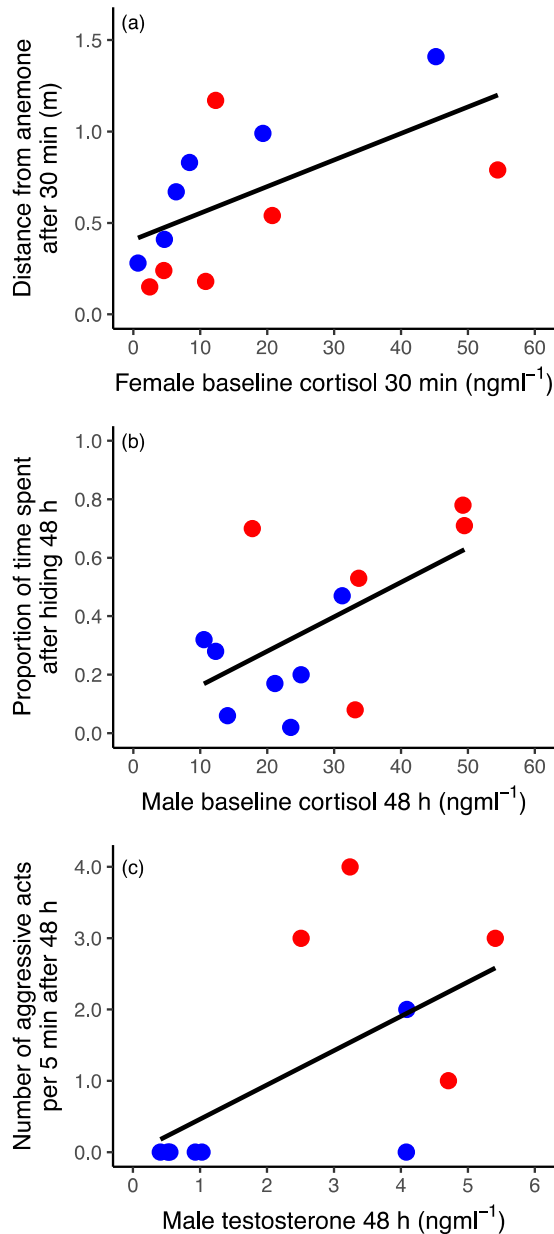 (a)
Distance from anemone
after 30 min (m)
1.5
1.0
0.5
0.0
0 10 20 30 40 50 60
Female baseline cortisol 30 min (ngml⁻¹)
(b)
Proportion of time spent
after hiding 48 h
1.0
0.8
0.6
0.4
0.2
0.0
0 10 20 30 40 50 60
Male baseline cortisol 48 h (ngml⁻¹)
(c)
Number of aggressive acts
per 5 min after 48 h
4.0
3.0
2.0
1.0
0.0
0 1 2 3 4 5 6
Male testosterone 48 h (ngml⁻¹)